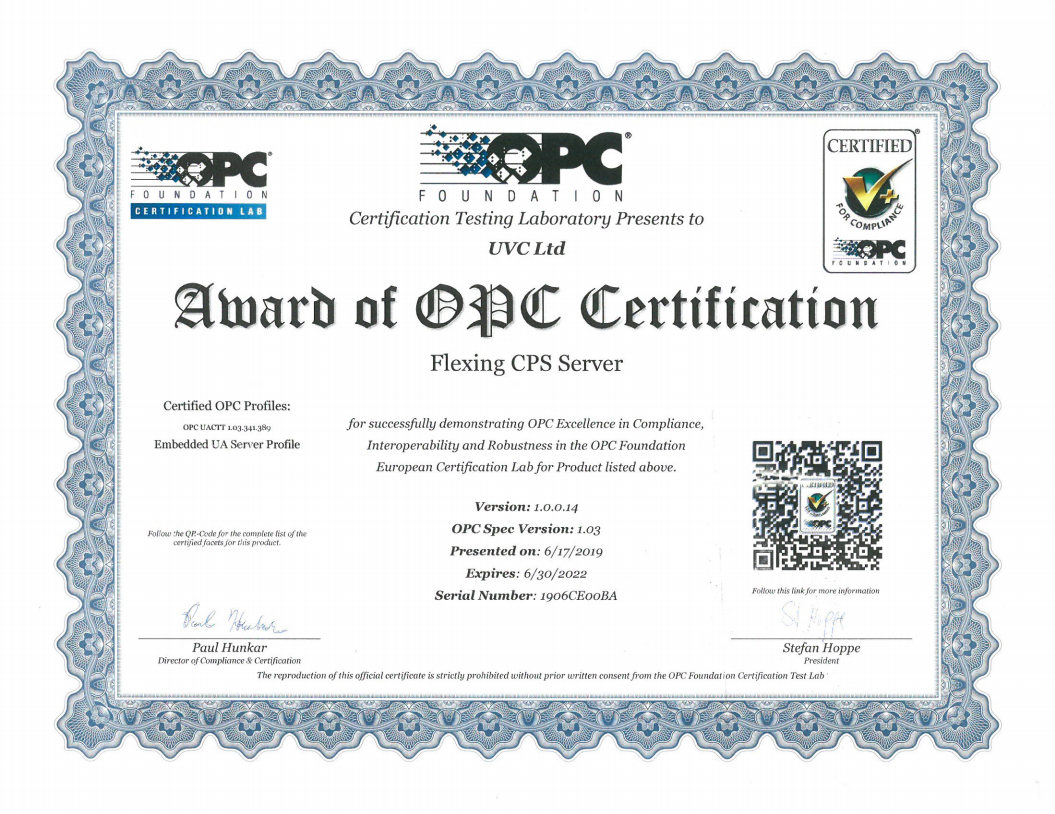 OPC®
FOUNDATION
CERTIFICATION LAB
OPC®
FOUNDATION
CERTIFIED®
V+
FOR COMPLIANCE
OPC
FOUNDATION
Certification Testing Laboratory Presents to
UVC Ltd
Award of OPC Certification
Flexing CPS Server
Certified OPC Profiles:
OPC UACTT 1.03.341.389
Embedded UA Server Profile
Follow the QR-Code for the complete list of the
certified facets for this product.
for successfully demonstrating OPC Excellence in Compliance,
Interoperability and Robustness in the OPC Foundation
European Certification Lab for Product listed above.
Version: 1.0.0.14
OPC Spec Version: 1.03
Presented on: 6/17/2019
Expires: 6/30/2022
Serial Number: 1906CE00BA
CERTIFIED
OPC
Follow this link for more information
Paul Hunkar
Paul Hunkar
Director of Compliance & Certification
St Hoppe
Stefan Hoppe
President
The reproduction of this official certificate is strictly prohibited without prior written consent from the OPC Foundation Certification Test Lab